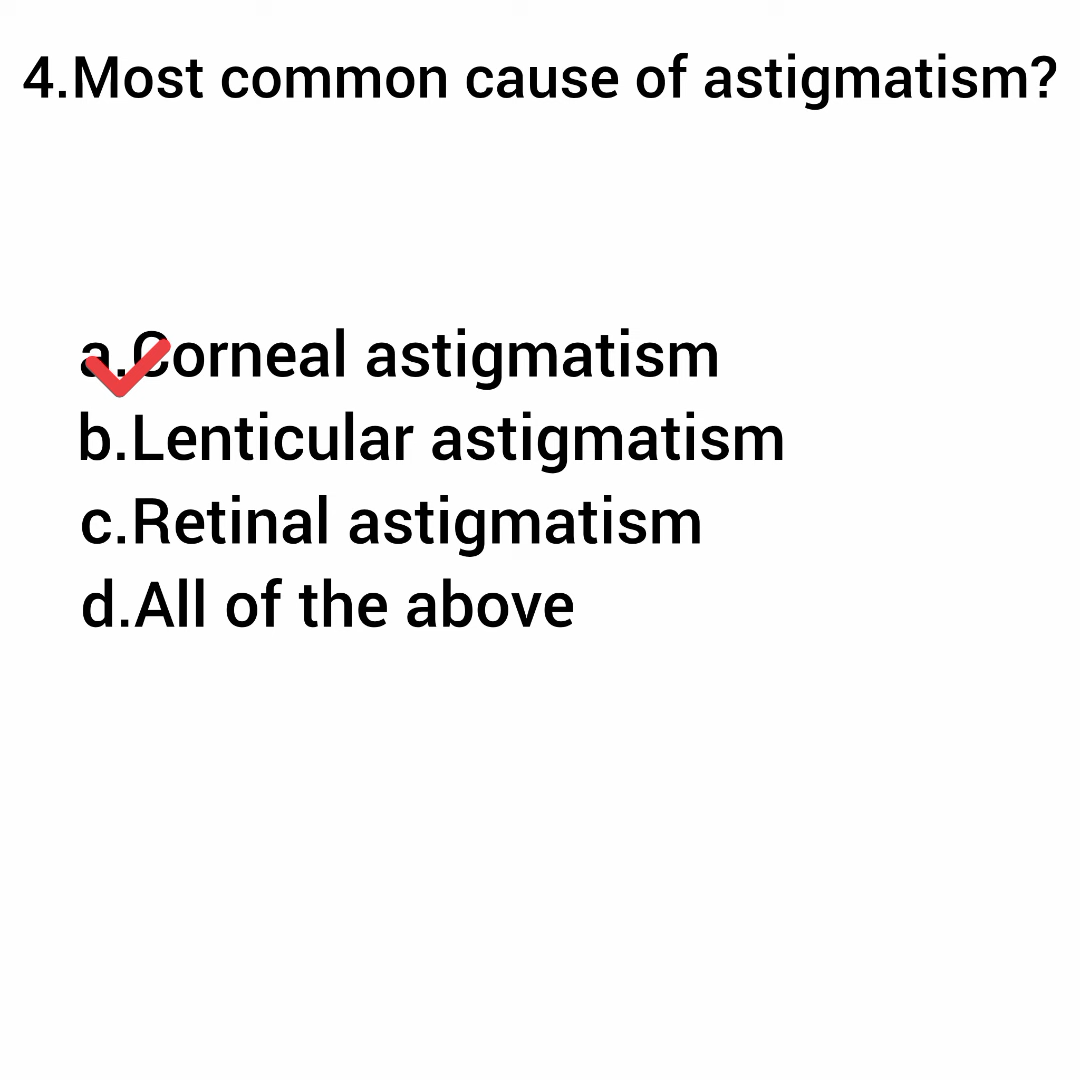 4.Most common cause of astigmatism?
a.Corneal astigmatism
b.Lenticular astigmatism
c.Retinal astigmatism
d.All of the above